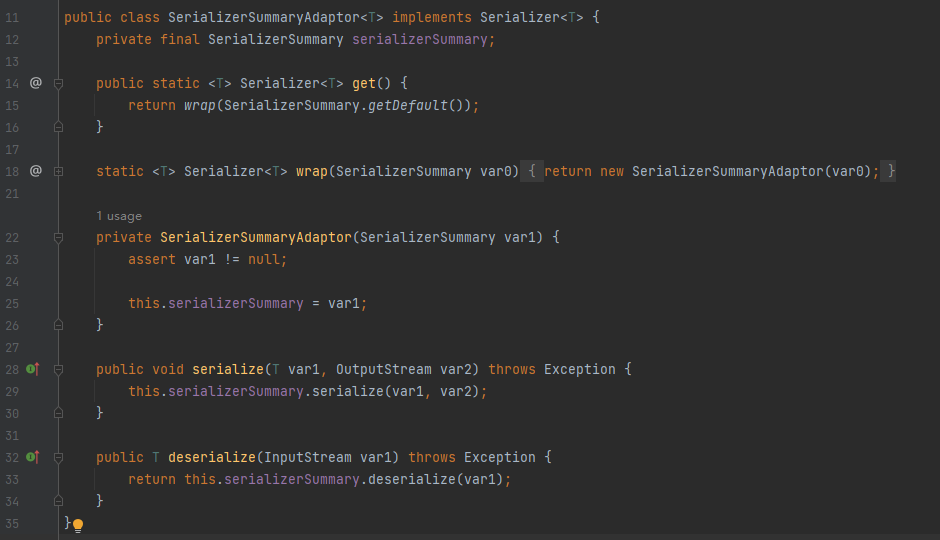 11 public class SerializerSummaryAdaptor<T> implements Serializer<T> {
12     private final SerializerSummary serializerSummary;
13
14 @     public static <T> Serializer<T> get() {
15         return wrap(SerializerSummary.getDefault());
16     }
17
18 @     static <T> Serializer<T> wrap(SerializerSummary var0) { return new SerializerSummaryAdaptor(var0); }
21
1 usage
22     private SerializerSummaryAdaptor(SerializerSummary var1) {
23         assert var1 != null;
24
25         this.serializerSummary = var1;
26     }
27
28     public void serialize(T var1, OutputStream var2) throws Exception {
29         this.serializerSummary.serialize(var1, var2);
30     }
31
32     public T deserialize(InputStream var1) throws Exception {
33         return this.serializerSummary.deserialize(var1);
34     }
35 }